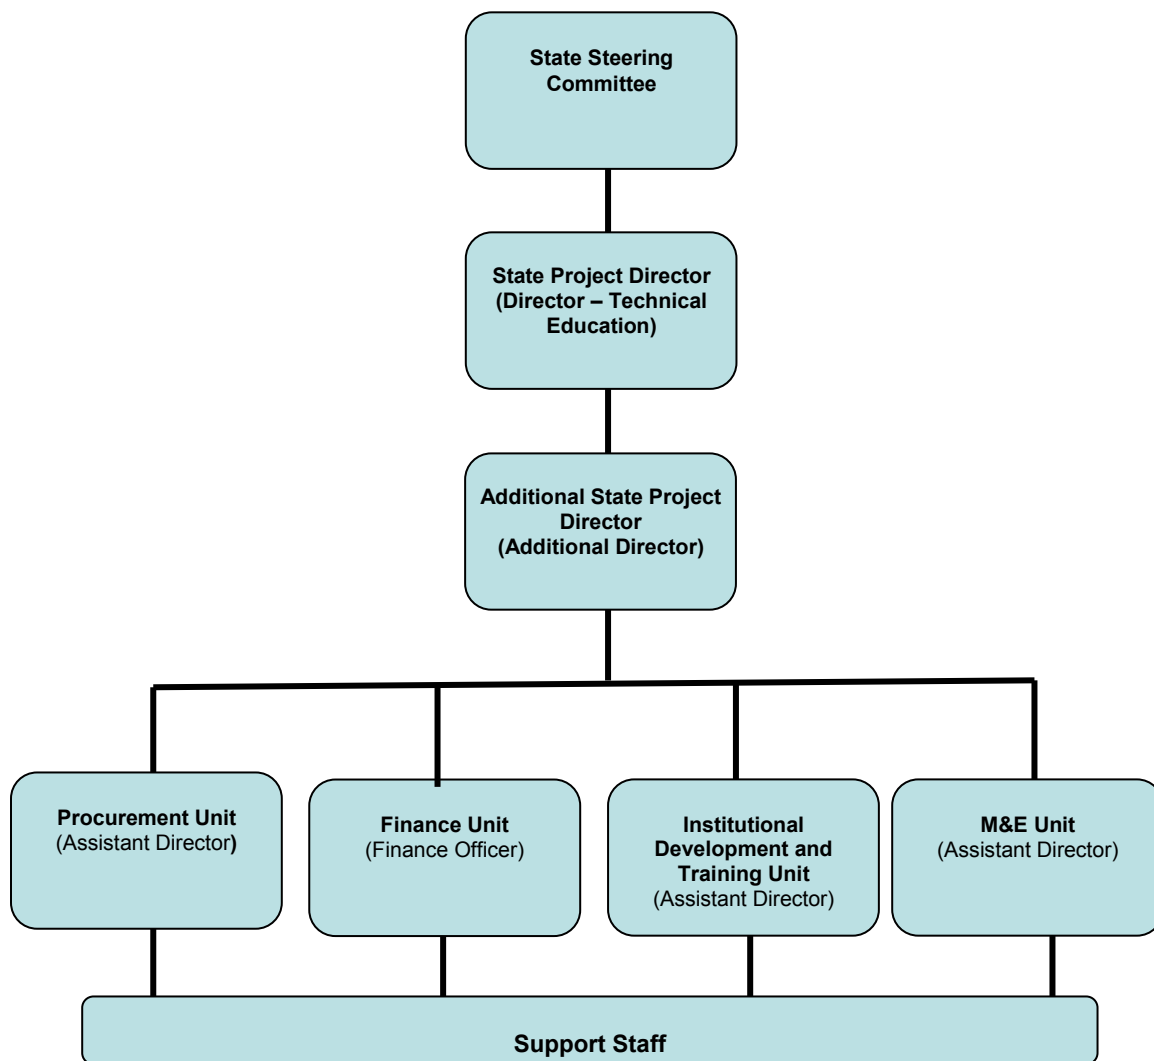 State Steering
Committee
State Project Director
(Director – Technical
Education)
Additional State Project
Director
(Additional Director)
Procurement Unit
(Assistant Director)
Finance Unit
(Finance Officer)
Institutional
Development and
Training Unit
(Assistant Director)
M&E Unit
(Assistant Director)
Support Staff